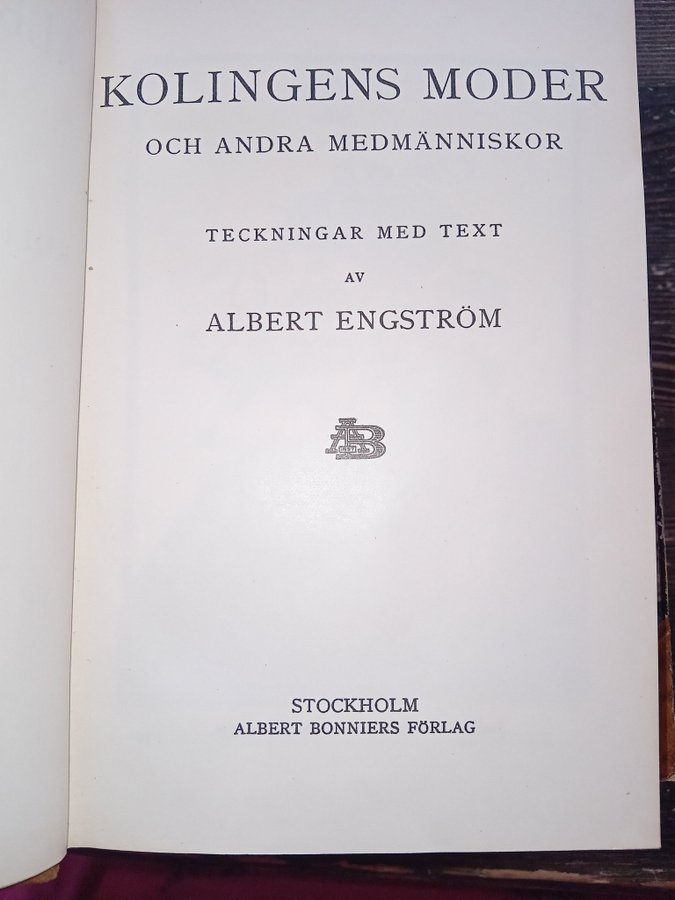 KOLINGENS MODER
OCH ANDRA MEDMÄNNISKOR
TECKNINGAR MED TEXT
AV
ALBERT ENGSTRÖM
STOCKHOLM
ALBERT BONNIERS FÖRLAG